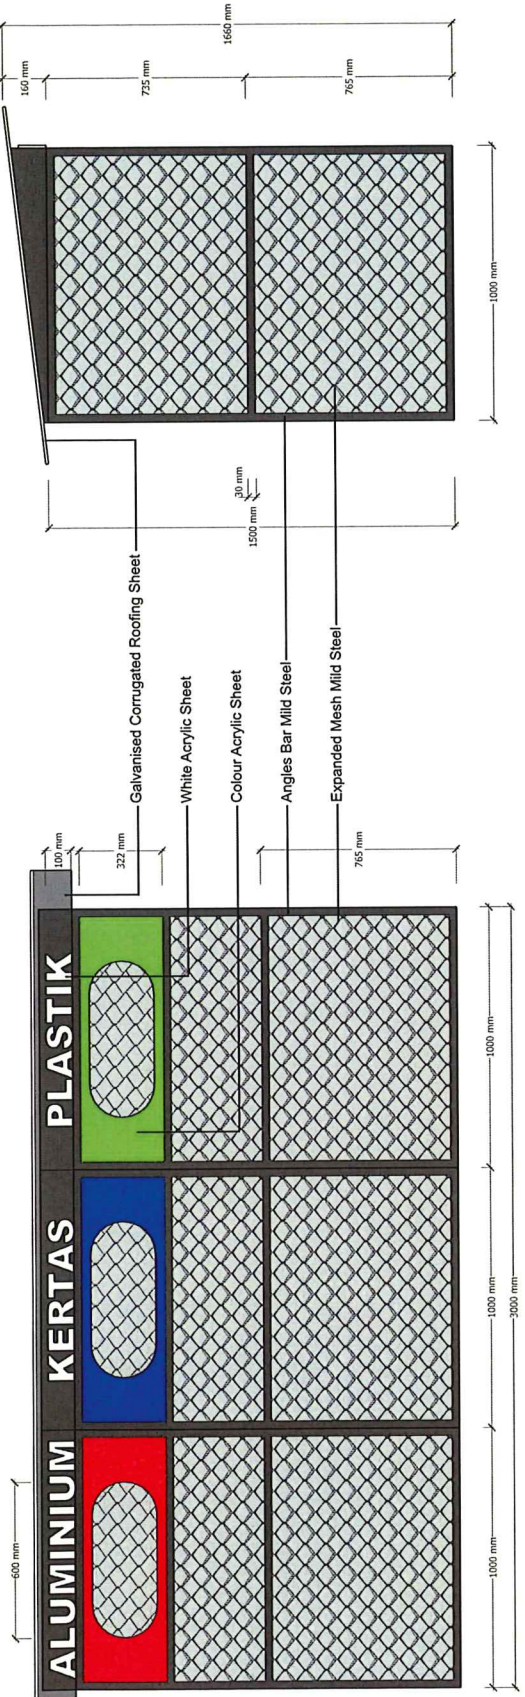 ALUMINIUM
KERTAS
PLASTIK
600 mm
1000 mm
1000 mm
1000 mm
3000 mm
100 mm
322 mm
765 mm
Galvanised Corrugated Roofing Sheet
White Acrylic Sheet
Colour Acrylic Sheet
Angles Bar Mild Steel
Expanded Mesh Mild Steel
1500 mm
30 mm
1000 mm
160 mm
735 mm
765 mm
1660 mm